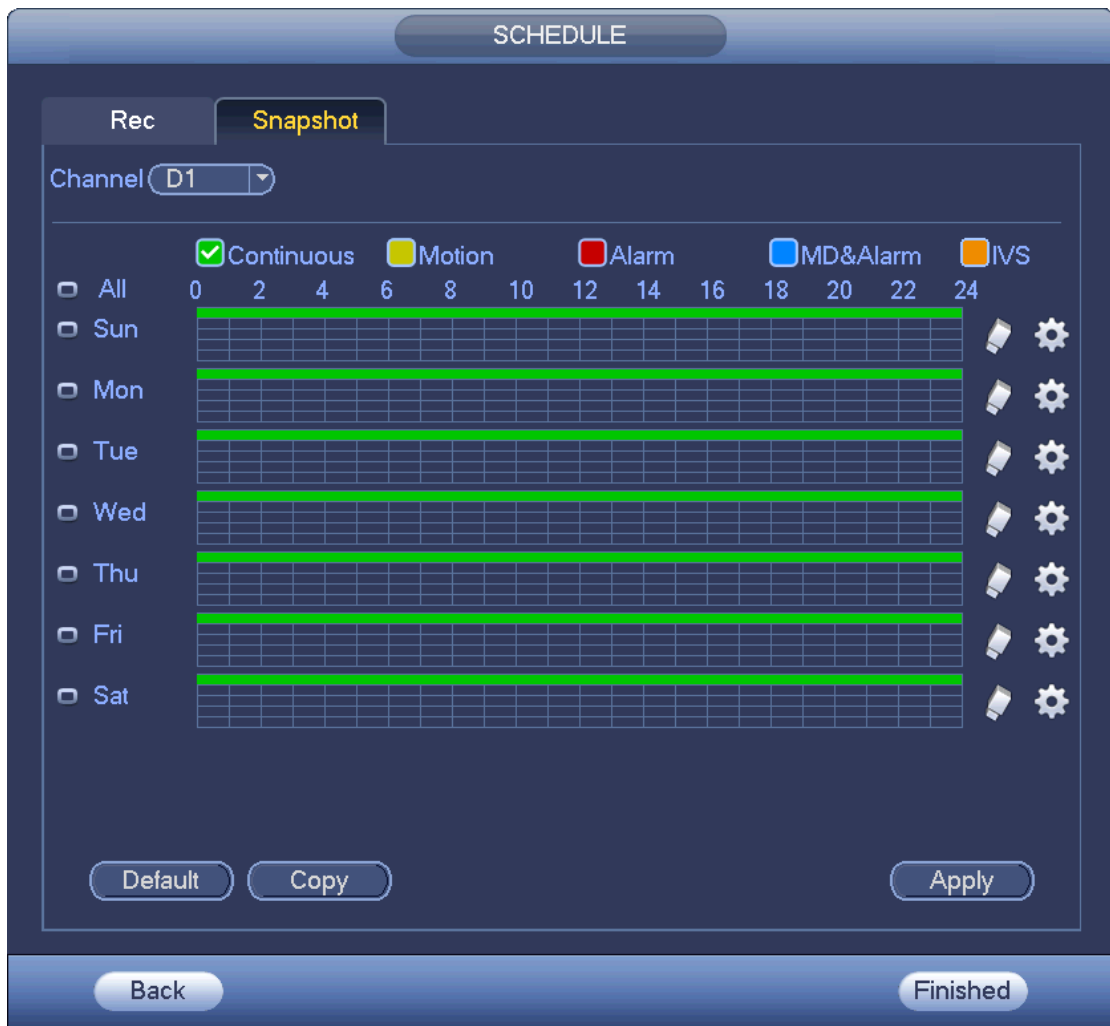 SCHEDULE
Rec Snapshot
Channel D1
Continuous Motion Alarm MD&Alarm IVS
All 0 2 4 6 8 10 12 14 16 18 20 22 24
Sun
Mon
Tue
Wed
Thu
Fri
Sat
Default Copy Apply
Back Finished